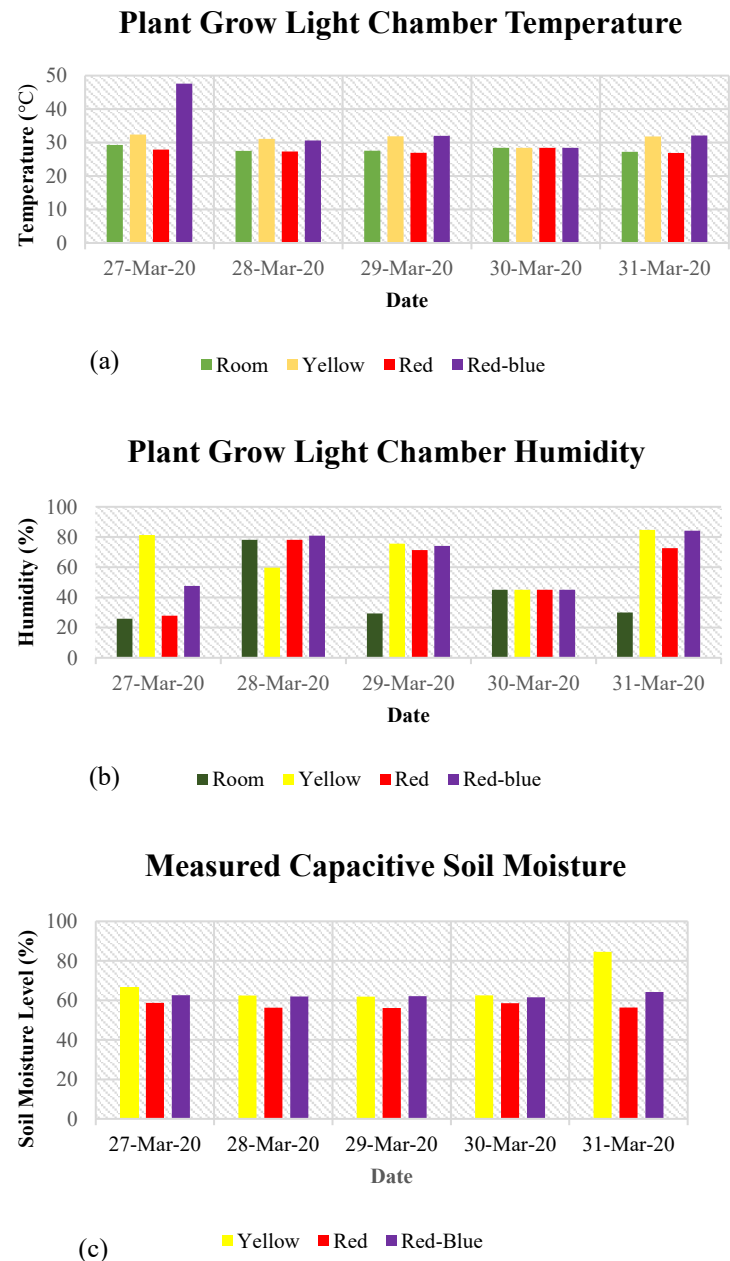 Plant Grow Light Chamber Temperature
Temperature (°C)
50
40
30
20
10
0
27-Mar-20 28-Mar-20 29-Mar-20 30-Mar-20 31-Mar-20
Date
(a)
Room Yellow Red Red-blue
Plant Grow Light Chamber Humidity
Humidity (%)
100
80
60
40
20
0
27-Mar-20 28-Mar-20 29-Mar-20 30-Mar-20 31-Mar-20
Date
(b)
Room Yellow Red Red-blue
Measured Capacitive Soil Moisture
Soil Moisture Level (%)
100
80
60
40
20
0
27-Mar-20 28-Mar-20 29-Mar-20 30-Mar-20 31-Mar-20
Date
(c)
Yellow Red Red-Blue